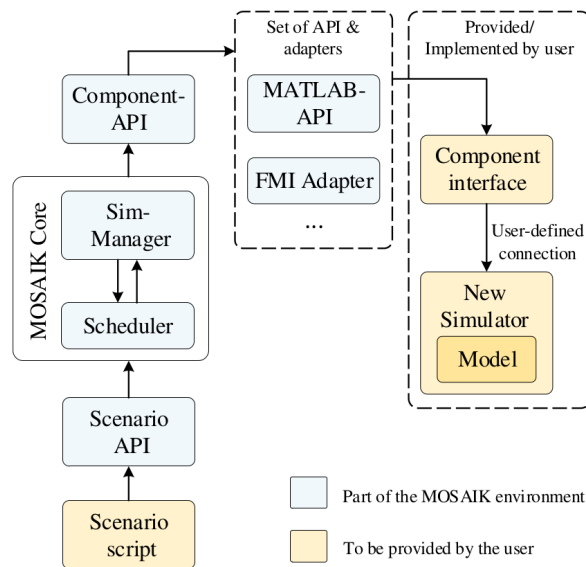 Set of API &
adapters
Provided/
Implemented by user
Component-
API
MATLAB-
API
FMI Adapter
...
Component
interface
User-defined
connection
New
Simulator
Model
MOSAIK Core
Sim-
Manager
Scheduler
Scenario
API
Scenario
script
Part of the MOSAIK environment
To be provided by the user